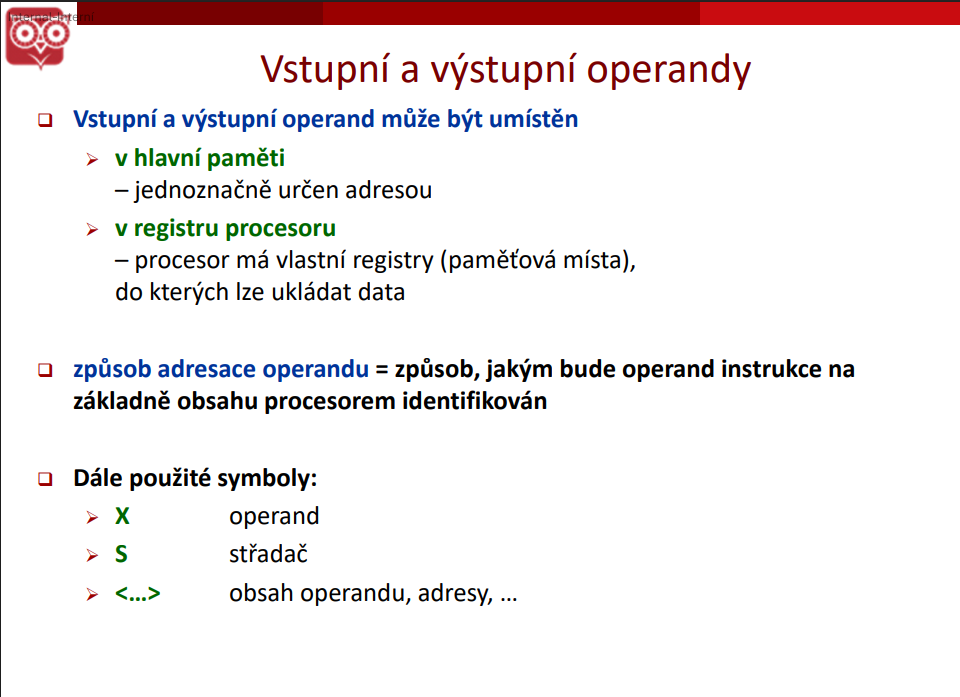 Internal-Interní
Vstupní a výstupní operandy
Vstupní a výstupní operand může být umístěn
v hlavní paměti
– jednoznačně určen adresou
v registru procesoru
– procesor má vlastní registry (paměťová místa),
do kterých lze ukládat data
způsob adresace operandu = způsob, jakým bude operand instrukce na
základně obsahu procesorem identifikován
Dále použité symboly:
X operand
S střadač
<...> obsah operandu, adresy, ...